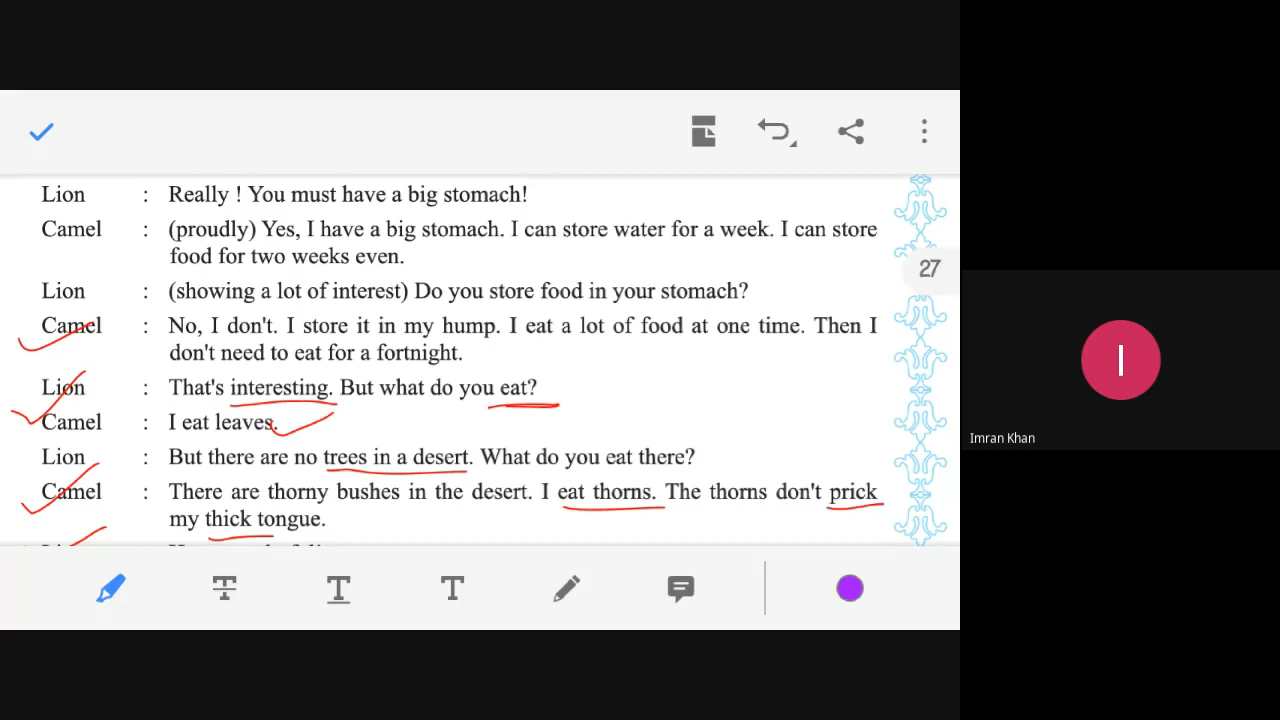 Lion : Really ! You must have a big stomach!
Camel : (proudly) Yes, I have a big stomach. I can store water for a week. I can store
food for two weeks even.
27
Lion : (showing a lot of interest) Do you store food in your stomach?
Camel : No, I don't. I store it in my hump. I eat a lot of food at one time. Then I
don't need to eat for a fortnight.
Lion : That's interesting. But what do you eat?
Camel : I eat leaves.
Lion : But there are no trees in a desert. What do you eat there?
Camel : There are thorny bushes in the desert. I eat thorns. The thorns don't prick
my thick tongue.
T T T
I
Imran Khan